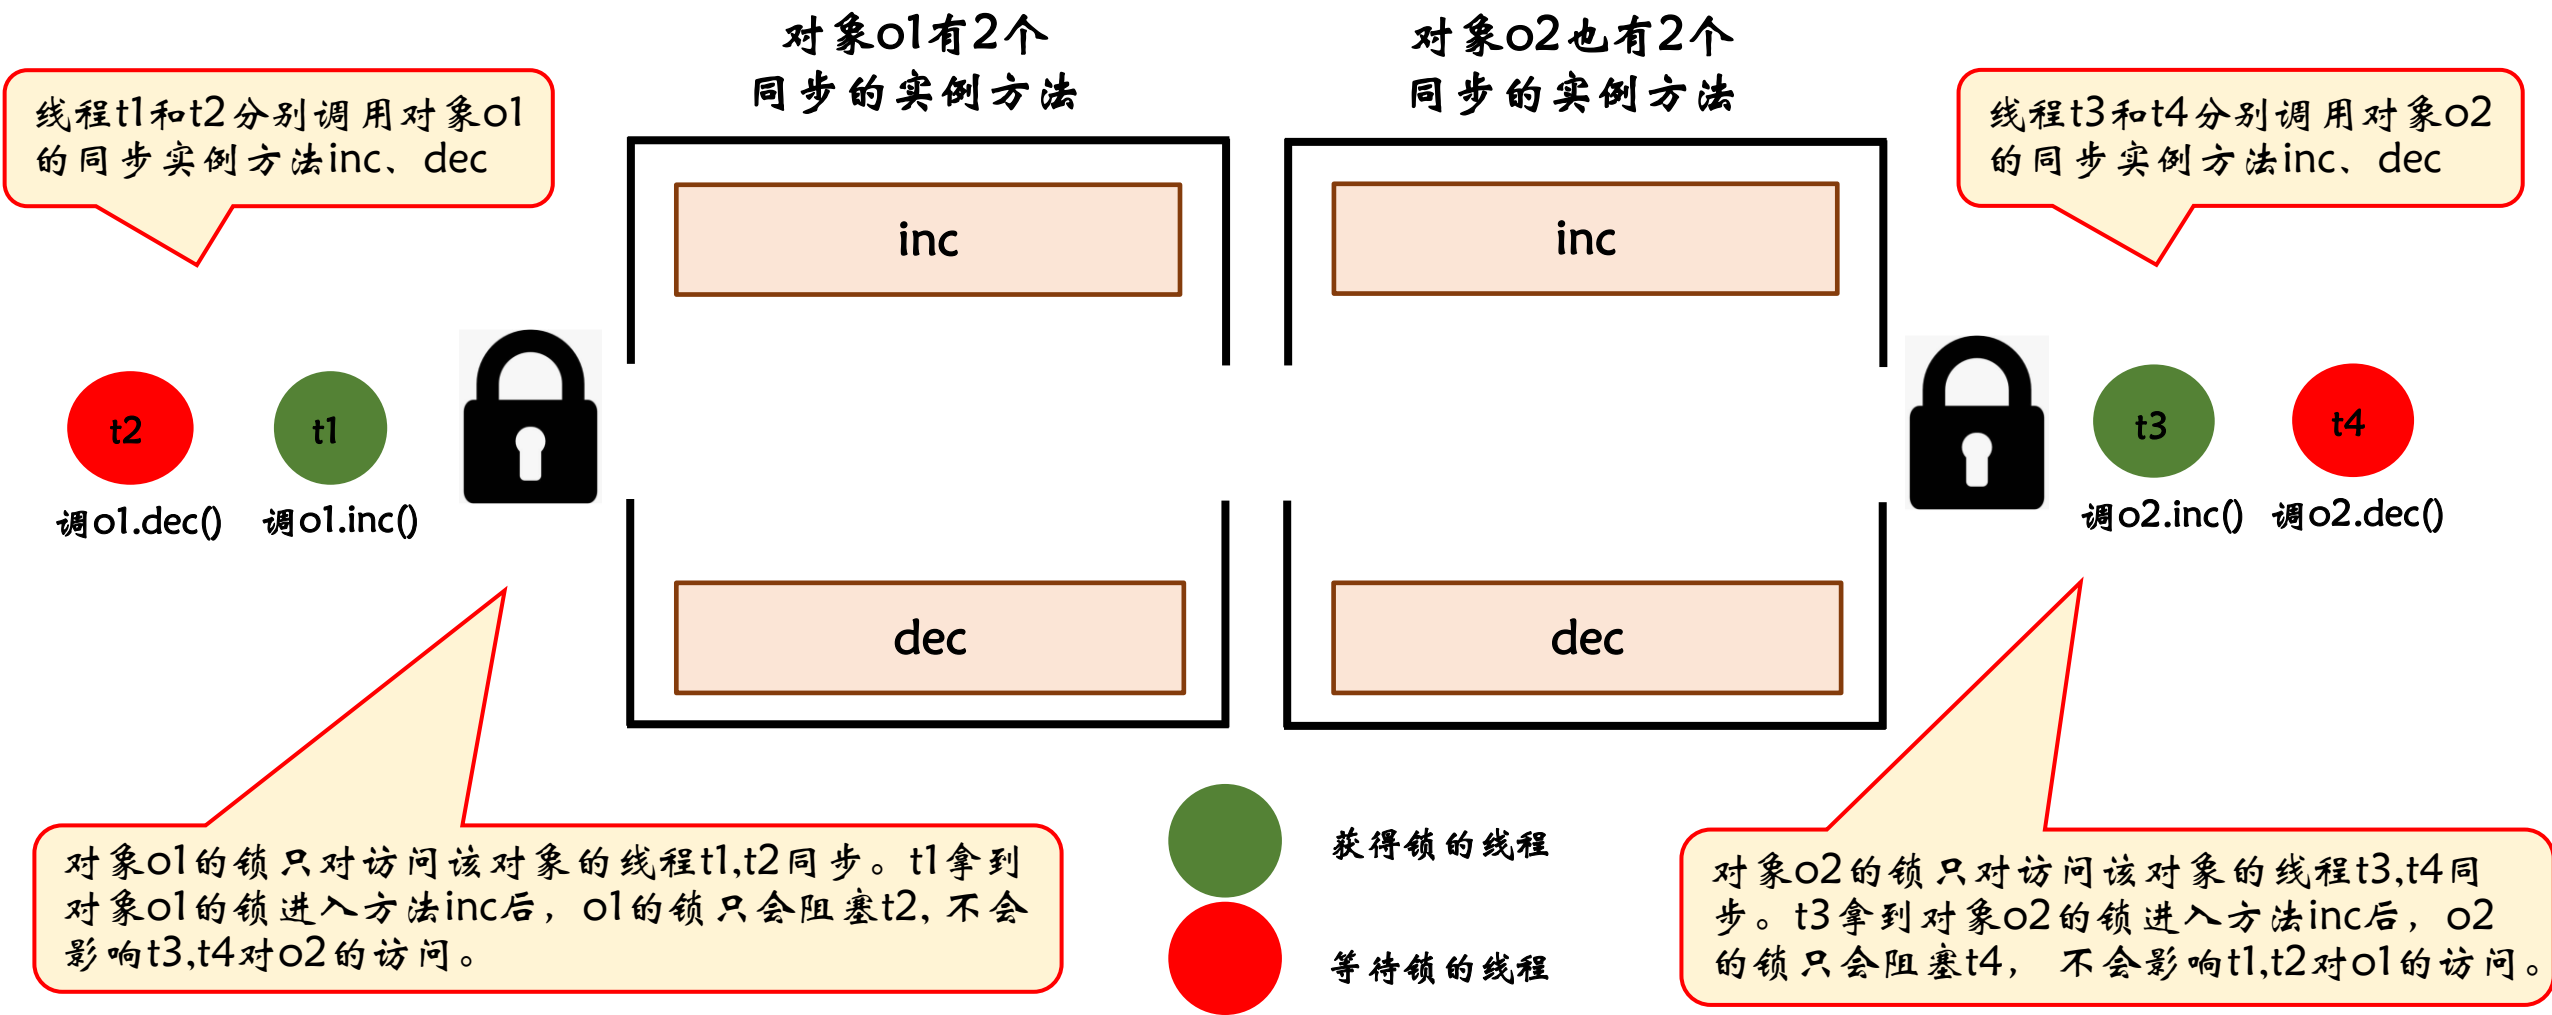 对象o1有2个
同步的实例方法
对象o2也有2个
同步的实例方法
线程t1和t2分别调用对象o1
的同步实例方法inc、dec
线程t3和t4分别调用对象o2
的同步实例方法inc、dec
inc
inc
t2
t1
t3
t4
调o1.dec()
调o1.inc()
调o2.inc()
调o2.dec()
dec
dec
对象o1的锁只对访问该对象的线程t1,t2同步。t1拿到
对象o1的锁进入方法inc后，o1的锁只会阻塞t2, 不会
影响t3,t4对o2的访问。
获得锁的线程
等待锁的线程
对象o2的锁只对访问该对象的线程t3,t4同
步。t3拿到对象o2的锁进入方法inc后，o2
的锁只会阻塞t4， 不会影响t1,t2对o1的访问。